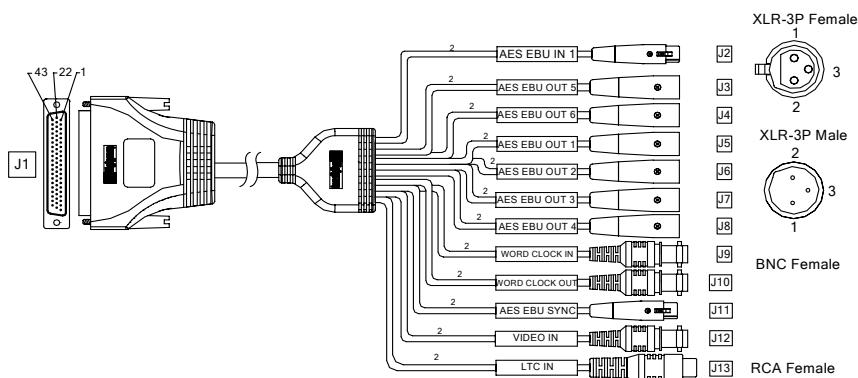 XLR-3P Female
1
2 AES EBU IN 1 J2
3
43 22 1
2 AES EBU OUT 5 J3
2
2 AES EBU OUT 6 J4
XLR-3P Male
2 AES EBU OUT 1 J5
2
J1
2 AES EBU OUT 2 J6
3
2 AES EBU OUT 3 J7
1
2 AES EBU OUT 4 J8
2 WORD CLOCK IN J9
BNC Female
2 WORD CLOCK OUT J10
2 AES EBU SYNC J11
2 VIDEO IN J12
2 LTC IN J13 RCA Female